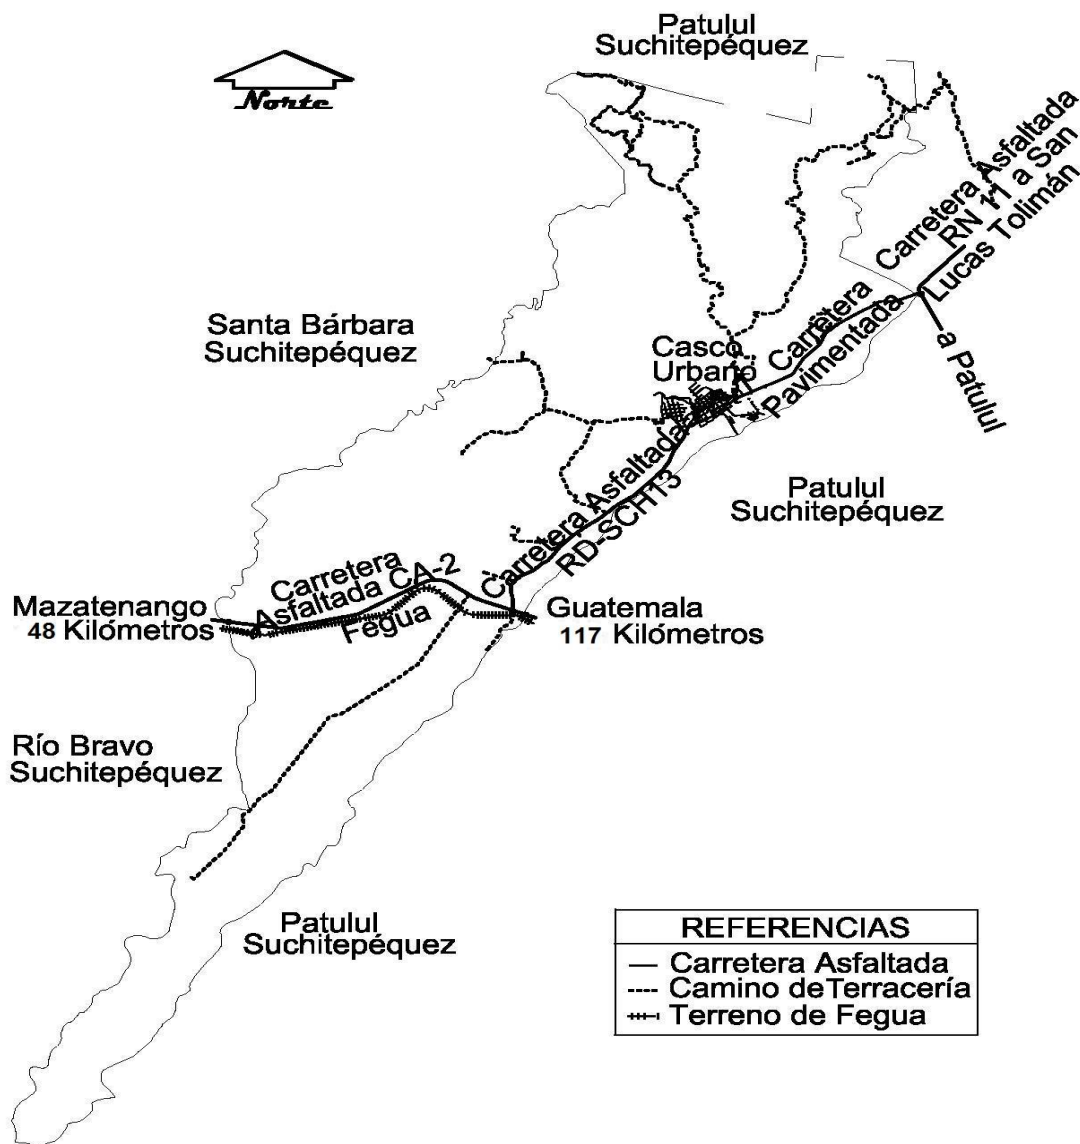 Patulul
Suchitepéquez
Norte
Carretera Asfaltada
RN 11 a San
Lucas Tolimán
Santa Bárbara
Suchitepéquez
Casco
Urbano
Carretera
Pavimentada
a Patulul
Carretera Asfaltada
RD-SCH13
Patulul
Suchitepéquez
Carretera
Asfaltada CA-2
Fegua
Mazatenango
48 Kilómetros
Guatemala
117 Kilómetros
Río Bravo
Suchitepéquez
Patulul
Suchitepéquez
REFERENCIAS
Carretera Asfaltada
Camino de Terracería
Terreno de Fegua